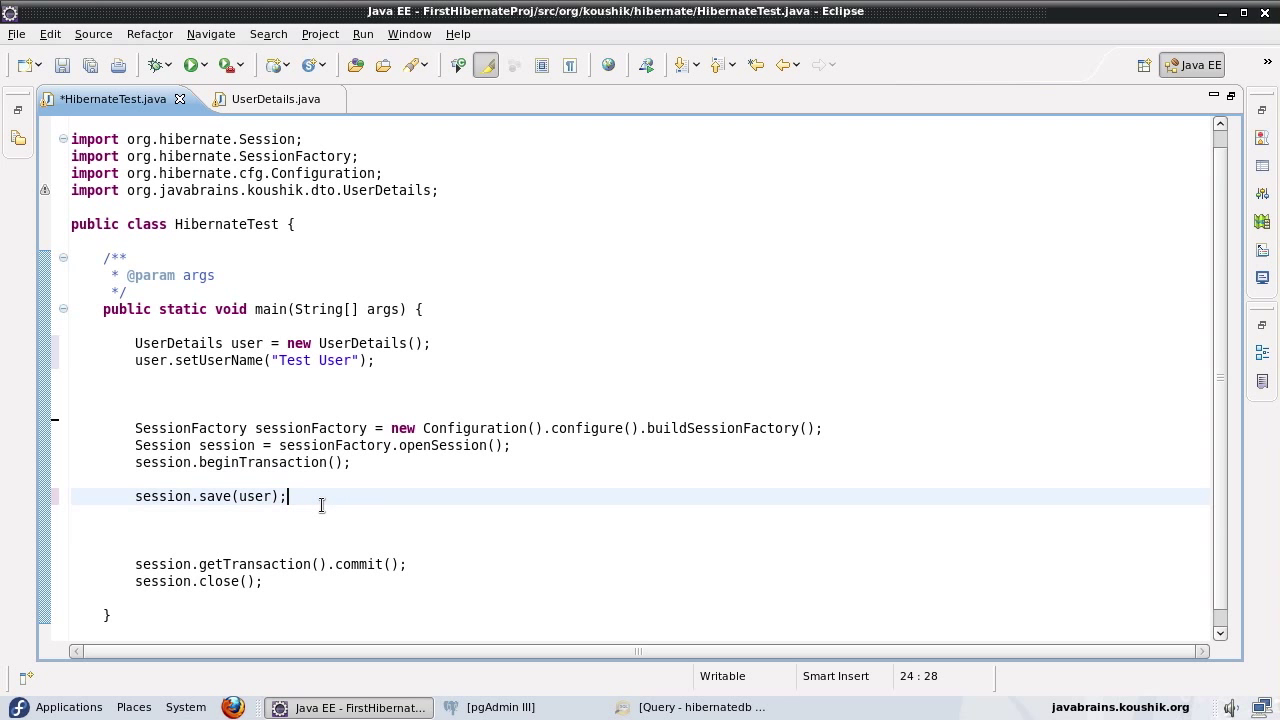 Java EE - FirstHibernateProj/src/org/koushik/hibernate/HibernateTest.java - Eclipse
File Edit Source Refactor Navigate Search Project Run Window Help
Java EE
*HibernateTest.java UserDetails.java
import org.hibernate.Session;
import org.hibernate.SessionFactory;
import org.hibernate.cfg.Configuration;
import org.javabrains.koushik.dto.UserDetails;
public class HibernateTest {
/**
* @param args
*/
public static void main(String[] args) {
UserDetails user = new UserDetails();
user.setUserName("Test User");
SessionFactory sessionFactory = new Configuration().configure().buildSessionFactory();
Session session = sessionFactory.openSession();
session.beginTransaction();
session.save(user);
session.getTransaction().commit();
session.close();
}
Writable Smart Insert 24 : 28
Applications Places System Java EE - FirstHibernat... [pgAdmin III] [Query - hibernatedb ... javabrains.koushik.org